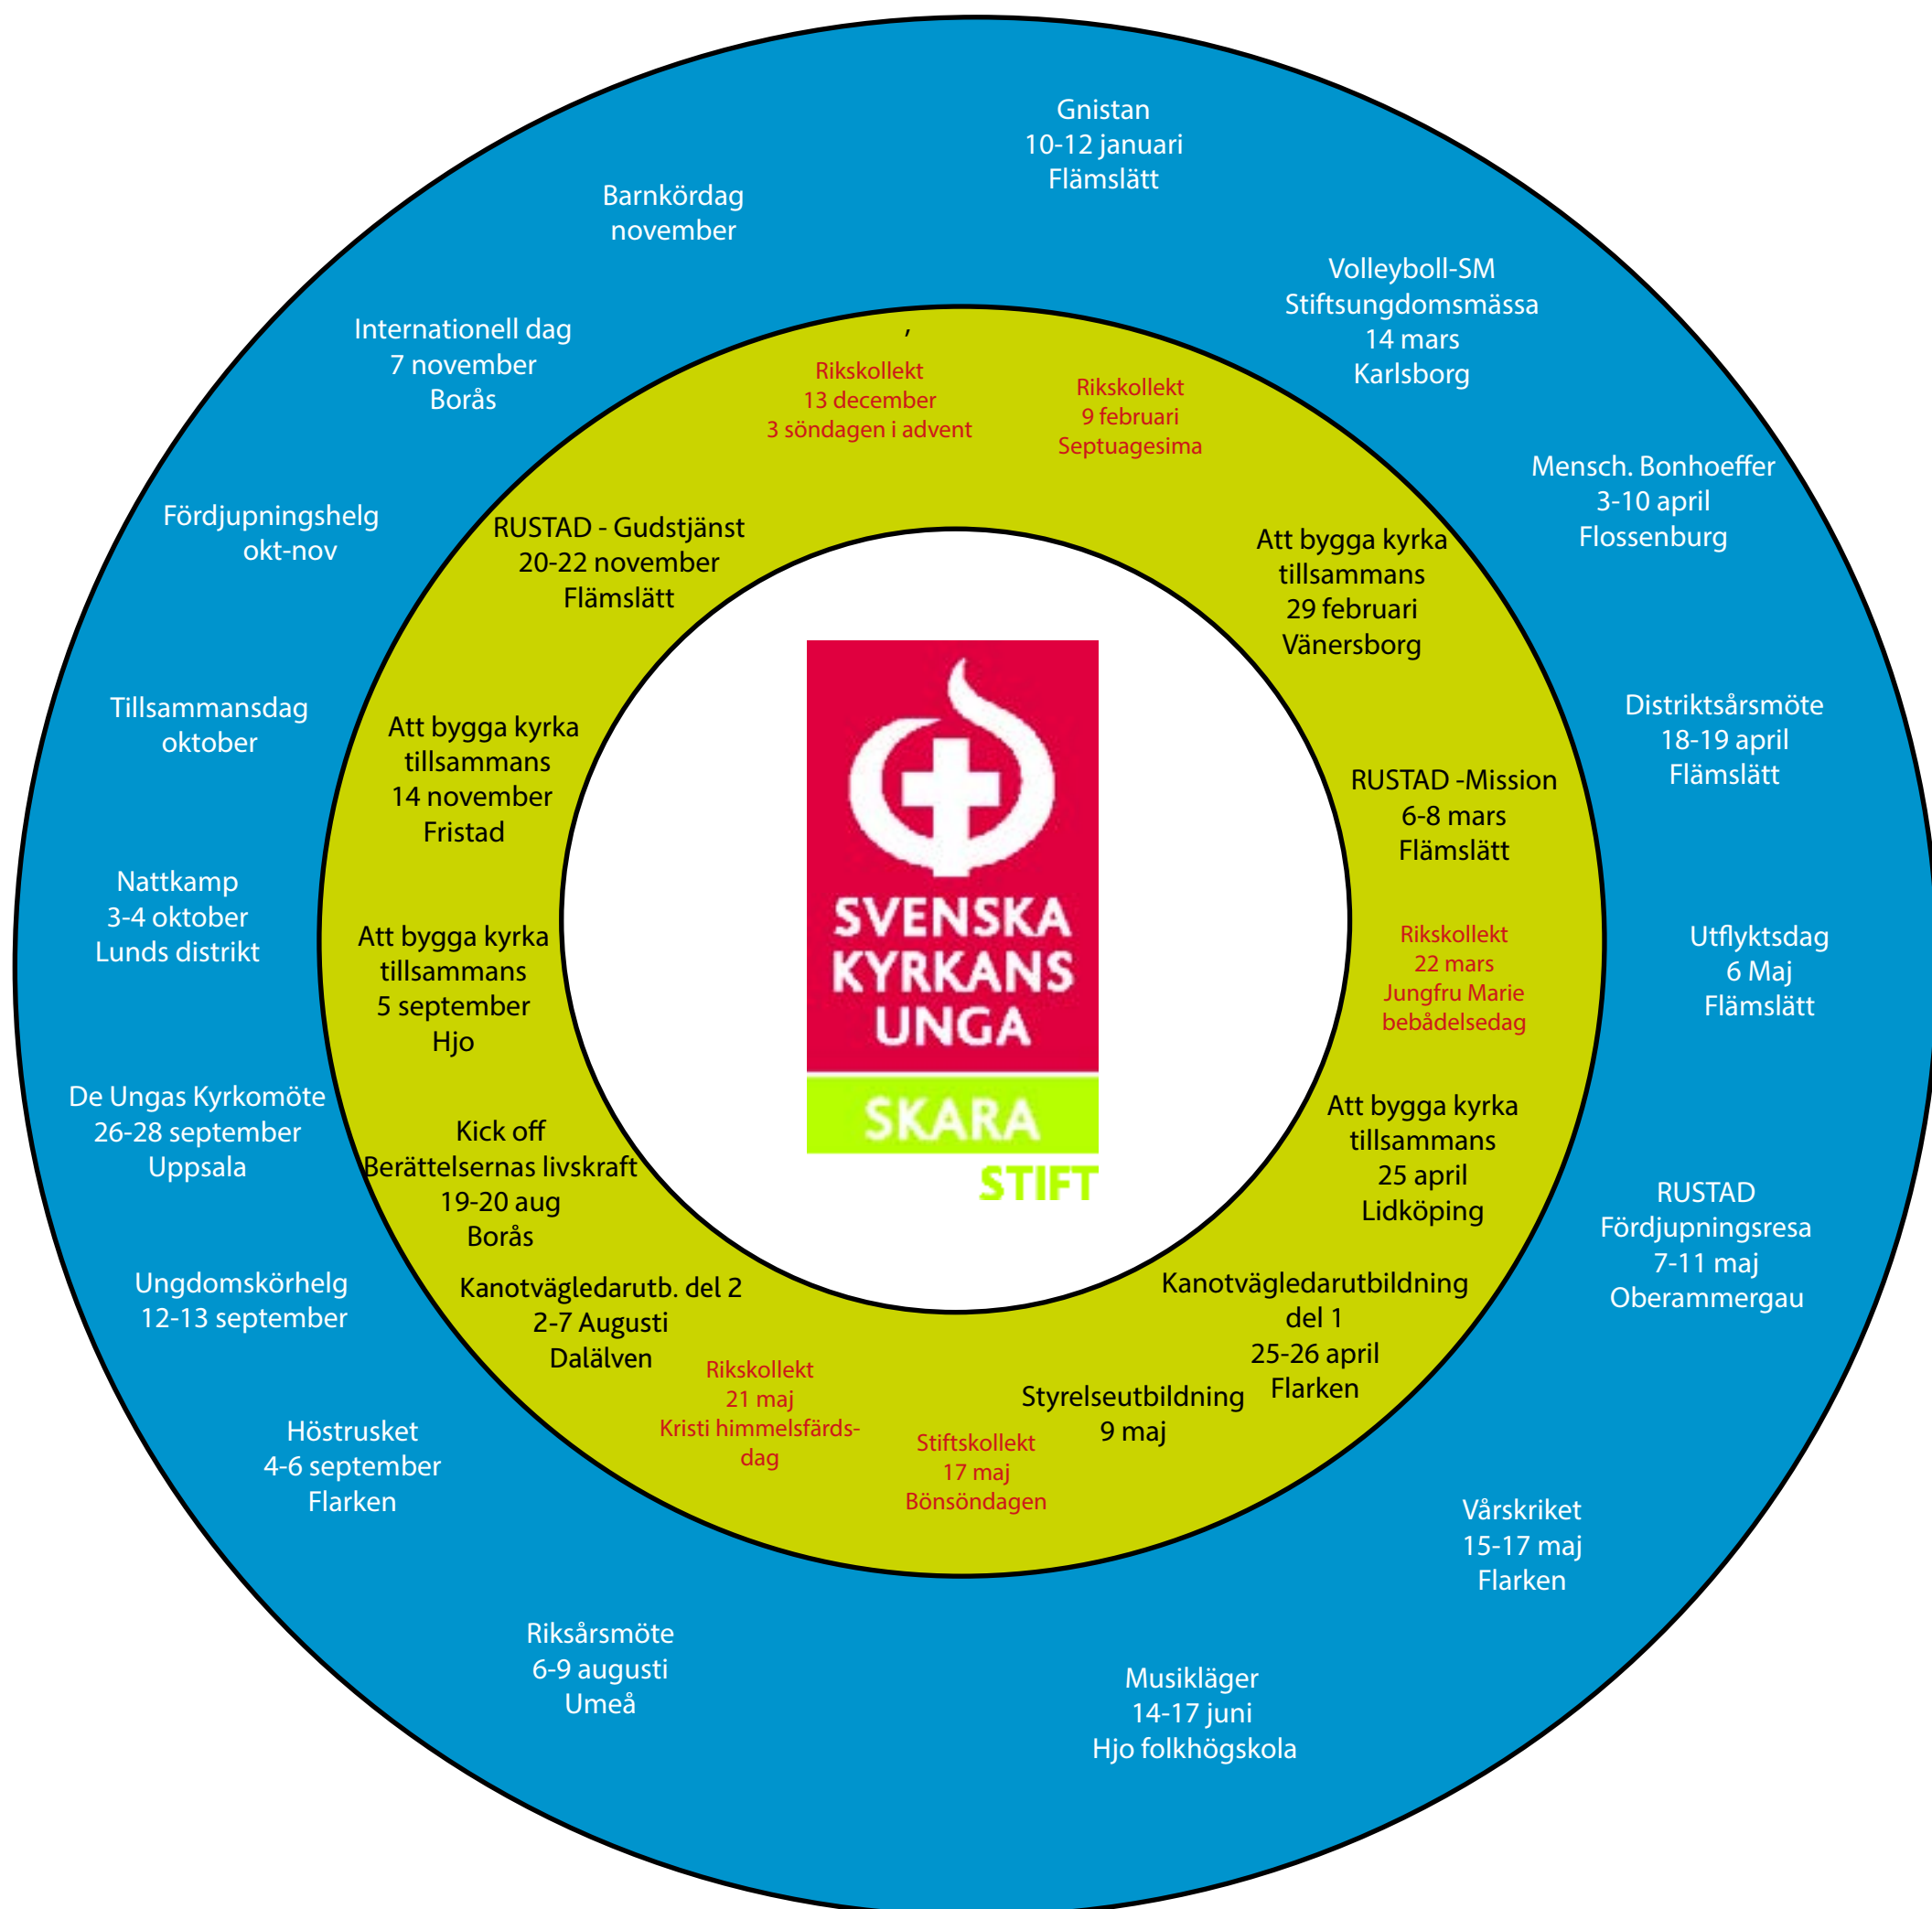 Gnistan
10-12 januari
Flämslätt
Volleyboll-SM
Stiftsungdomsmässa
14 mars
Karlsborg
Mensch. Bonhoeffer
3-10 april
Flossenburg
Distriktsårsmöte
18-19 april
Flämslätt
Utflyktsdag
6 Maj
Flämslätt
RUSTAD
Fördjupningsresa
7-11 maj
Oberammergau
Vårskriket
15-17 maj
Flarken
Musikläger
14-17 juni
Hjo folkhögskola
Riksårsmöte
6-9 augusti
Umeå
Höstrusket
4-6 september
Flarken
Ungdomskörhelg
12-13 september
De Ungas Kyrkomöte
26-28 september
Uppsala
Nattkamp
3-4 oktober
Lunds distrikt
Tillsammansdag
oktober
Fördjupningshelg
okt-nov
Internationell dag
7 november
Borås
Barnkördag
november
,
Rikskollekt
9 februari
Septuagesima
Att bygga kyrka
tillsammans
29 februari
Vänersborg
RUSTAD -Mission
6-8 mars
Flämslätt
Rikskollekt
22 mars
Jungfru Marie
bebådelsedag
Att bygga kyrka
tillsammans
25 april
Lidköping
Kanotvägledarutbildning
del 1
25-26 april
Flarken
Styrelseutbildning
9 maj
Stiftskollekt
17 maj
Bönsöndagen
Rikskollekt
21 maj
Kristi himmelsfärds-
dag
Kanotvägledarutb. del 2
2-7 Augusti
Dalälven
Kick off
Berättelsernas livskraft
19-20 aug
Borås
Att bygga kyrka
tillsammans
5 september
Hjo
Att bygga kyrka
tillsammans
14 november
Fristad
RUSTAD - Gudstjänst
20-22 november
Flämslätt
Rikskollekt
13 december
3 söndagen i advent
SVENSKA
KYRKANS
UNGA
SKARA
STIFT